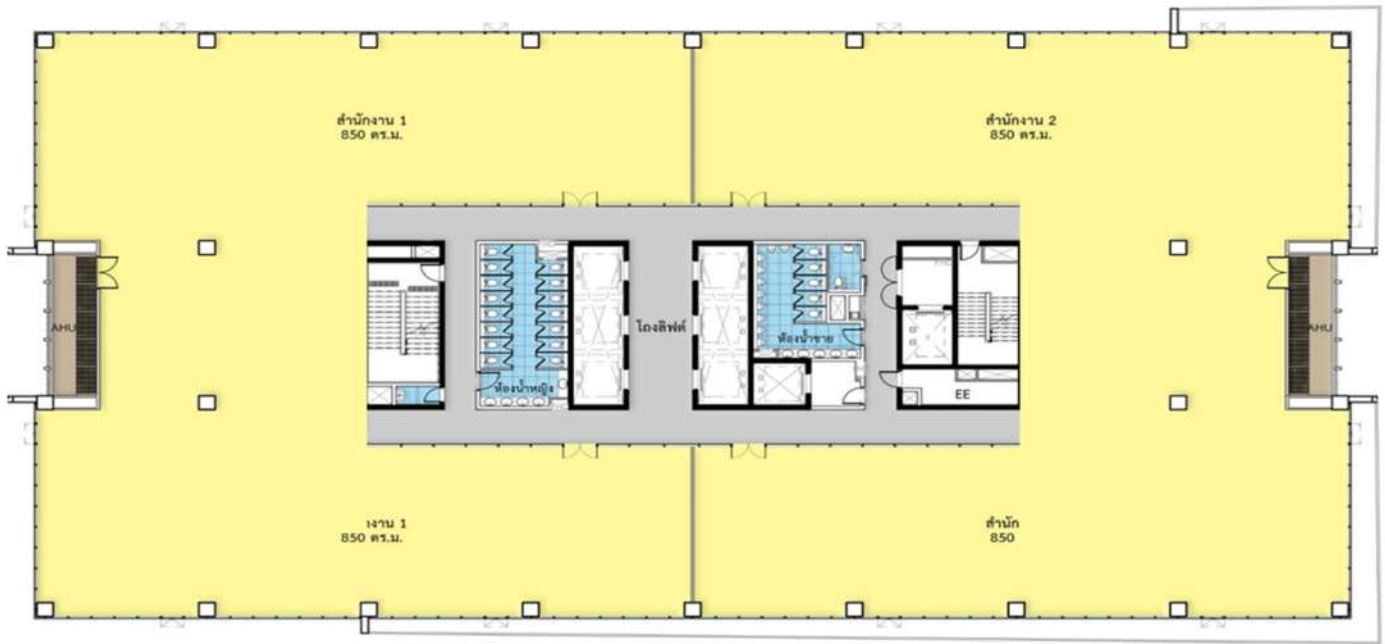 สำนักงาน 1
850 ตร.ม.
สำนักงาน 2
850 ตร.ม.
AHU
โถงลิฟต์
ห้องน้ำชาย
ห้องน้ำหญิง
EE
AHU
งาน 1
850 ตร.ม.
สำนัก
850